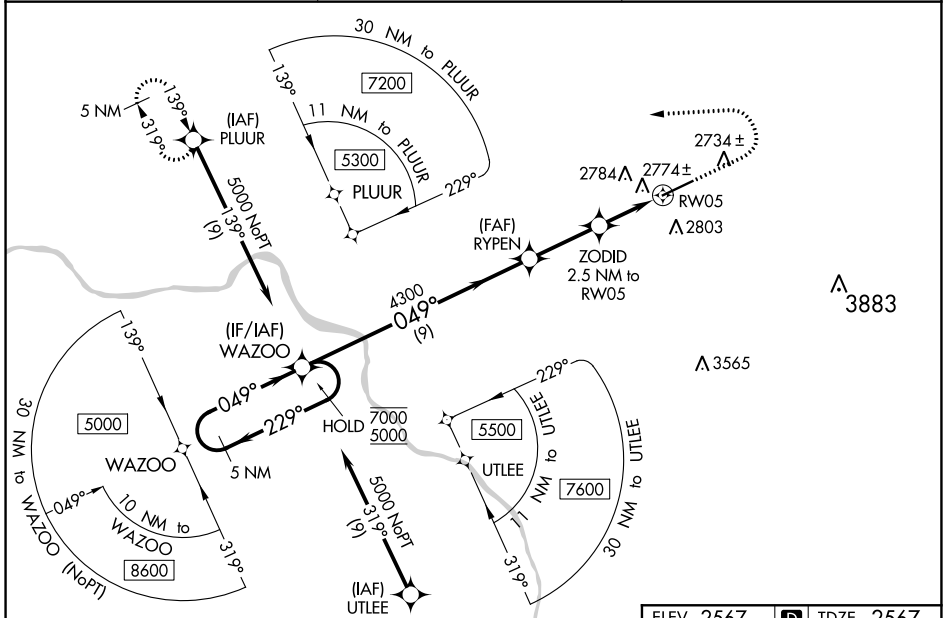 30 NM to PLUUR
139°
7200
11 NM to PLUUR
5300
PLUUR
229°
5 NM
139°
319°
(IAF)
PLUUR
5000 NoPT
139°
(9)
2734 ±
2784
2774 ±
RW05
2803
(FAF)
RYPEN
ZODID
2.5 NM to
RW05
3883
3565
4300
049°
(9)
(IF/IAF)
WAZOO
049°
229°
5 NM
HOLD
7000
5000
139°
30 NM to WAZOO (NoPT)
5000
WAZOO
049°
10 NM to
WAZOO
8600
319°
229°
5500
UTLEE
11 NM to UTLEE
7600
30 NM to UTLEE
319°
5000 NoPT
319°
(9)
(IAF)
UTLEE
ELEV 2567
D
TDZE 2567